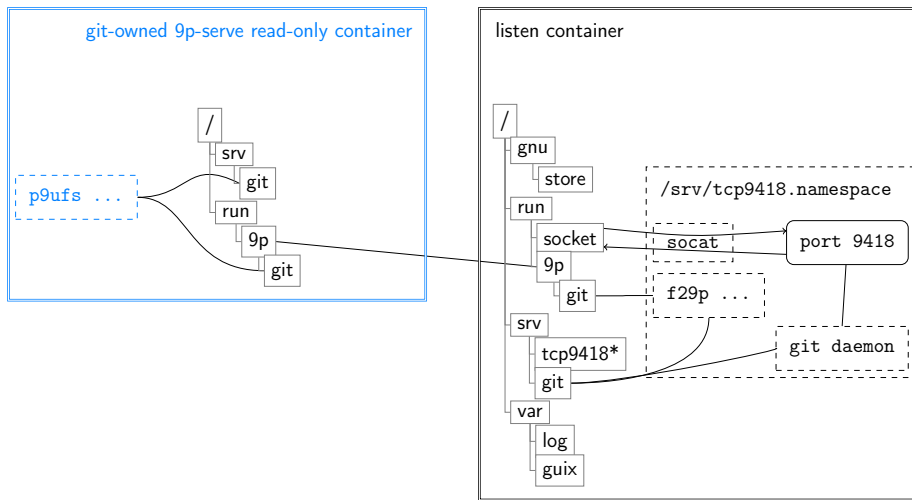 git-owned 9p-serve read-only container
/
srv
git
run
9p
git
p9ufs ...
listen container
/
gnu
store
run
socket
9p
git
srv
tcp9418*
git
var
log
guix
/srv/tcp9418.namespace
socat
port 9418
f29p ...
git daemon